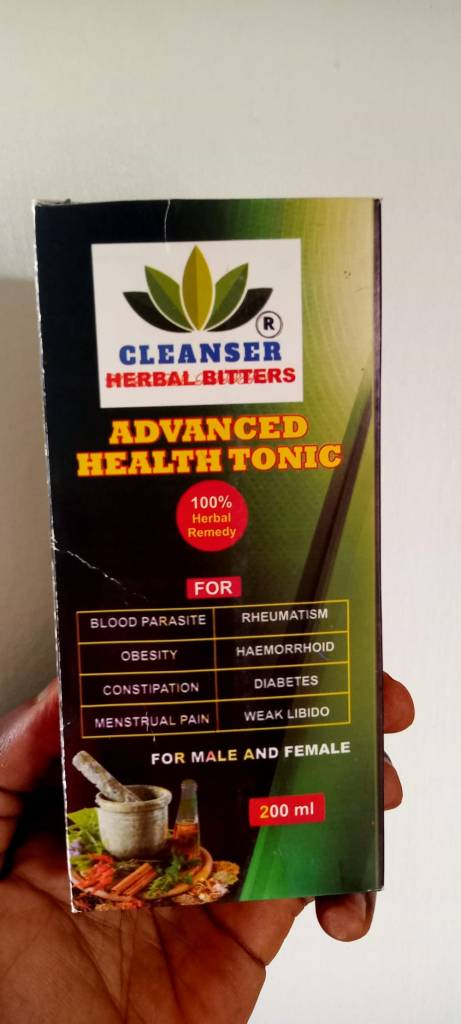 ®
CLEANSER
HERBAL BITTERS
ADVANCED
HEALTH TONIC
100%
Herbal
Remedy
FOR
BLOOD PARASITE RHEUMATISM
OBESITY HAEMORRHOID
CONSTIPATION DIABETES
MENSTRUAL PAIN WEAK LIBIDO
FOR MALE AND FEMALE
200 ml